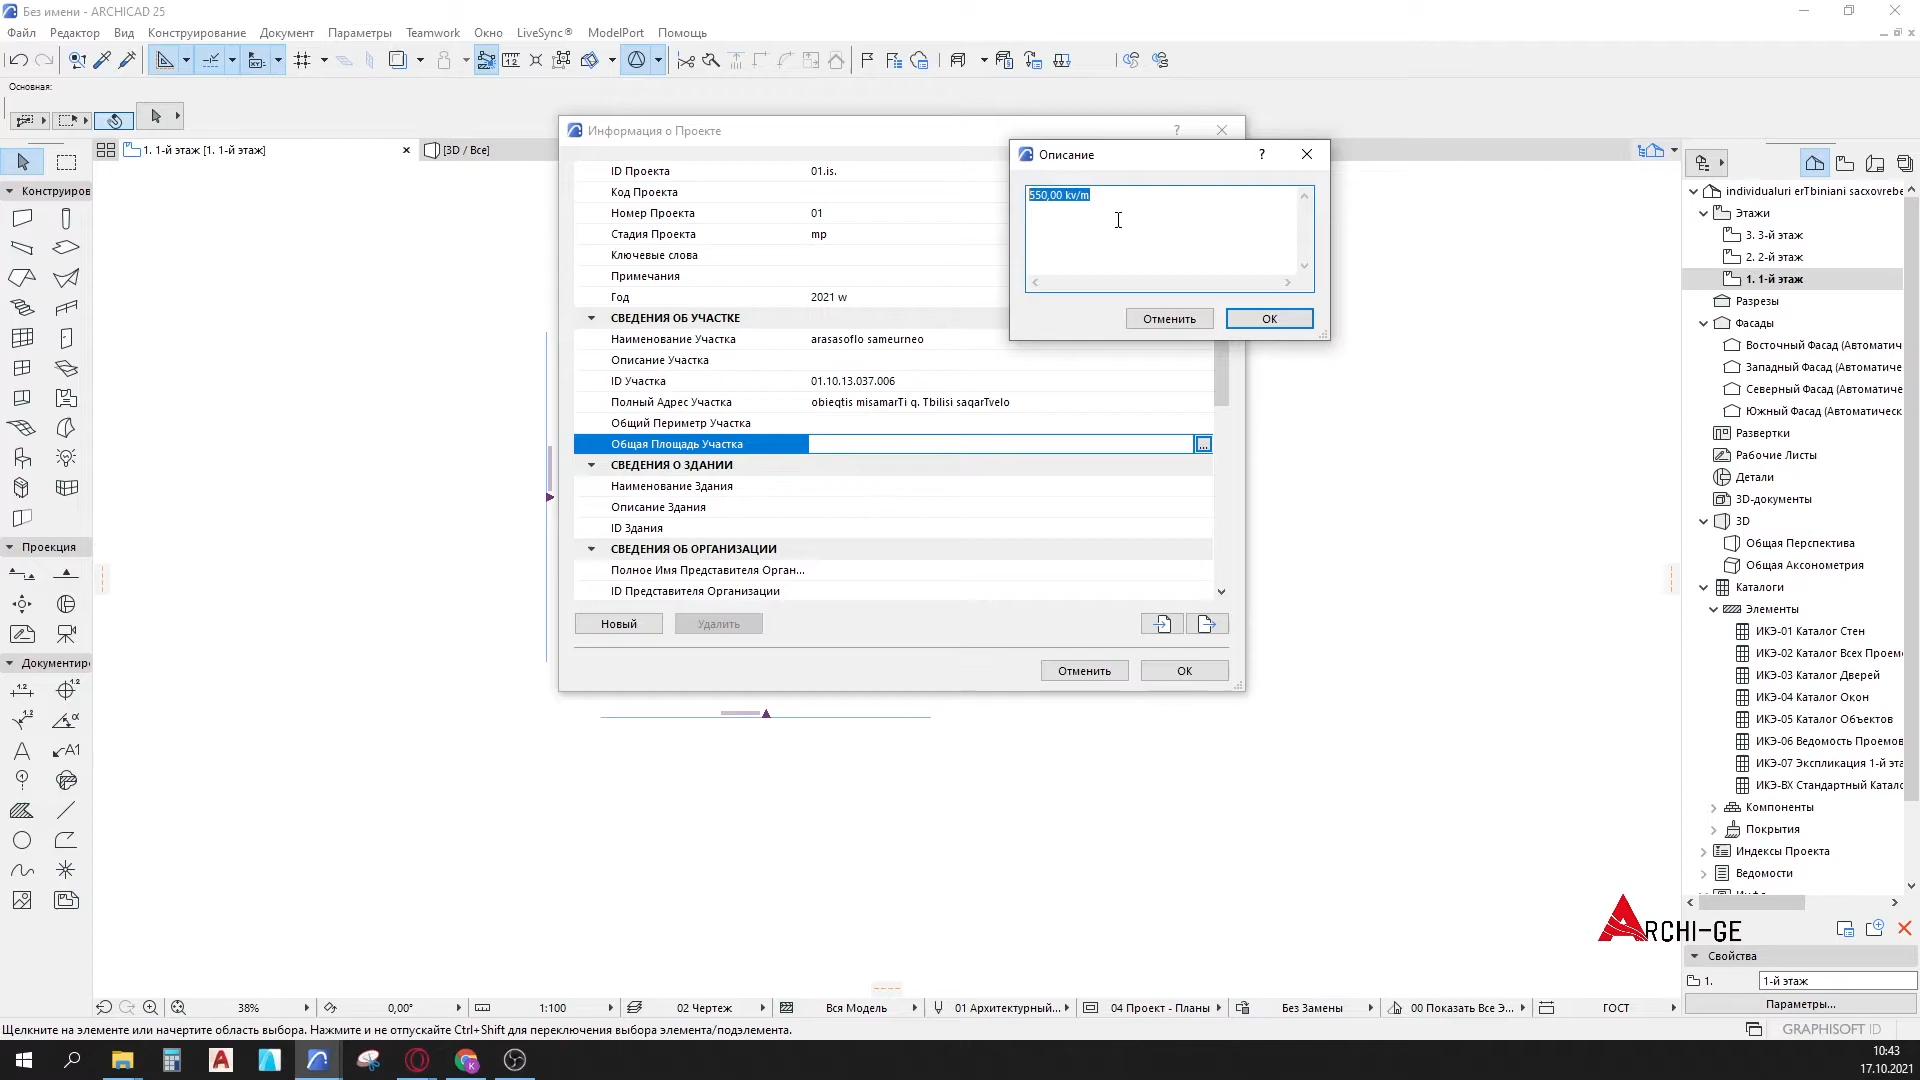 Без имени - ARCHICAD 25
Файл Редактор Вид Конструирование Документ Параметры Teamwork Окно LiveSync® ModelPort Помощь
Основная:
1. 1-й этаж [1. 1-й этаж]
[3D / Все]
Конструиров
Проекция
Документир
Информация о Проекте
ID Проекта 01.is.
Код Проекта
Номер Проекта 01
Стадия Проекта mp
Ключевые слова
Примечания
Год 2021 w
СВЕДЕНИЯ ОБ УЧАСТКЕ
Наименование Участка arasasoflo sameurneo
Описание Участка
ID Участка 01.10.13.037.006
Полный Адрес Участка obieqtis misamarTi q. Tbilisi saqarTvelo
Общий Периметр Участка
Общая Площадь Участка
СВЕДЕНИЯ О ЗДАНИИ
Наименование Здания
Описание Здания
ID Здания
СВЕДЕНИЯ ОБ ОРГАНИЗАЦИИ
Полное Имя Представителя Орган...
ID Представителя Организации
Новый Удалить
Отменить OK
Описание
550,00 kv/m
Отменить OK
individualuri erTbiniani sacxovrebe
Этажи
3. 3-й этаж
2. 2-й этаж
1. 1-й этаж
Разрезы
Фасады
Восточный Фасад (Автоматич
Западный Фасад (Автоматич
Северный Фасад (Автоматиче
Южный Фасад (Автоматическ
Развертки
Рабочие Листы
Детали
3D-документы
3D
Общая Перспектива
Общая Аксонометрия
Каталоги
Элементы
ИКЭ-01 Каталог Стен
ИКЭ-02 Каталог Всех Проем
ИКЭ-03 Каталог Дверей
ИКЭ-04 Каталог Окон
ИКЭ-05 Каталог Объектов
ИКЭ-06 Ведомость Проемов
ИКЭ-07 Экспликация 1-й эта
ИКЭ-ВХ Стандартный Катало
Компоненты
Покрытия
Индексы Проекта
Ведомости
ARCHI-GE
Свойства
1. 1-й этаж
Параметры...
38% 0,00° 1:100 02 Чертеж Вся Модель 01 Архитектурный... 04 Проект - Планы Без Замены 00 Показать Все Э... ГОСТ
Щелкните на элементе или начертите область выбора. Нажмите и не отпускайте Ctrl+Shift для переключения выбора элемента/подэлемента.
GRAPHISOFT ID
10:43
17.10.2021